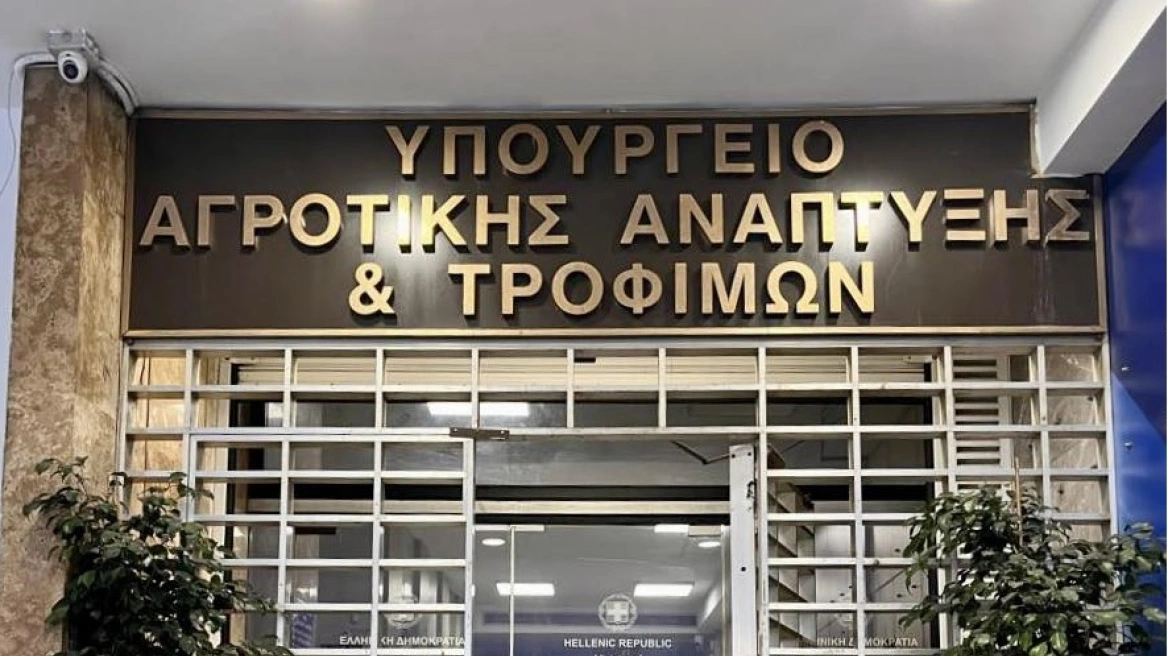 ΥΠΟΥΡΓΕΙΟ
ΑΓΡΟΤΙΚΗΣ ΑΝΑΠΤΥΞΗΣ
& ΤΡΟΦΙΜΩΝ
ΕΛΛΗΝΙΚΗ ΔΗΜΟΚΡΑΤΙΑ
HELLENIC REPUBLIC